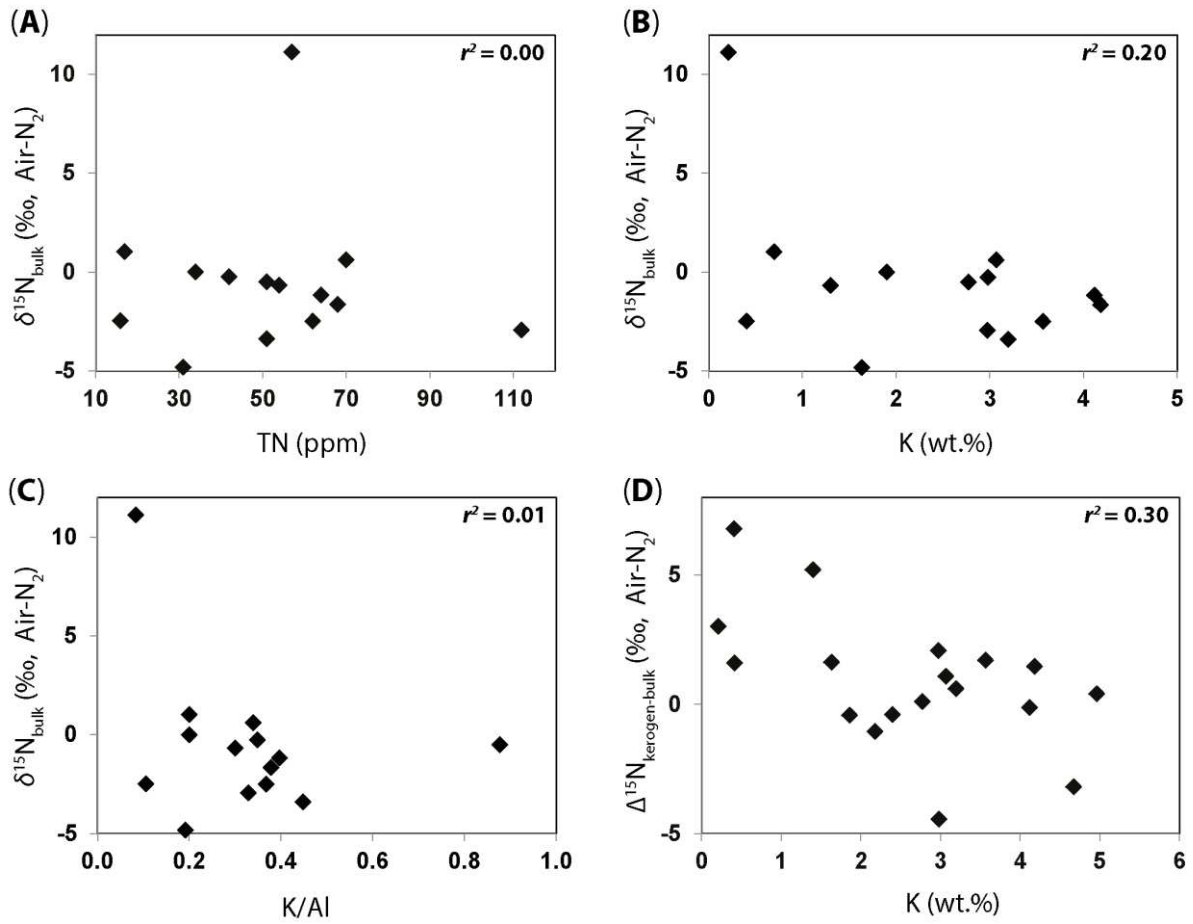 (A)
r² = 0.00
10
5
0
-5
δ¹⁵N_bulk (‰, Air-N₂)
10 30 50 70 90 110
TN (ppm)
(B)
r² = 0.20
10
5
0
-5
δ¹⁵N_bulk (‰, Air-N₂)
0 1 2 3 4 5
K (wt.%)
(C)
r² = 0.01
10
5
0
-5
δ¹⁵N_bulk (‰, Air-N₂)
0.0 0.2 0.4 0.6 0.8 1.0
K/Al
(D)
r² = 0.30
5
0
-5
Δ¹⁵N_kerogen-bulk (‰, Air-N₂)
0 1 2 3 4 5 6
K (wt.%)